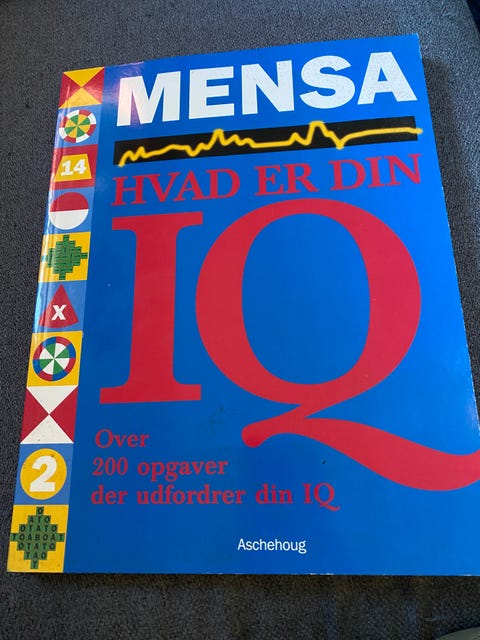 MENSA
HVAD ER DIN
IQ
Over
200 opgaver
der udfordrer din IQ
Aschehoug
14
X
2